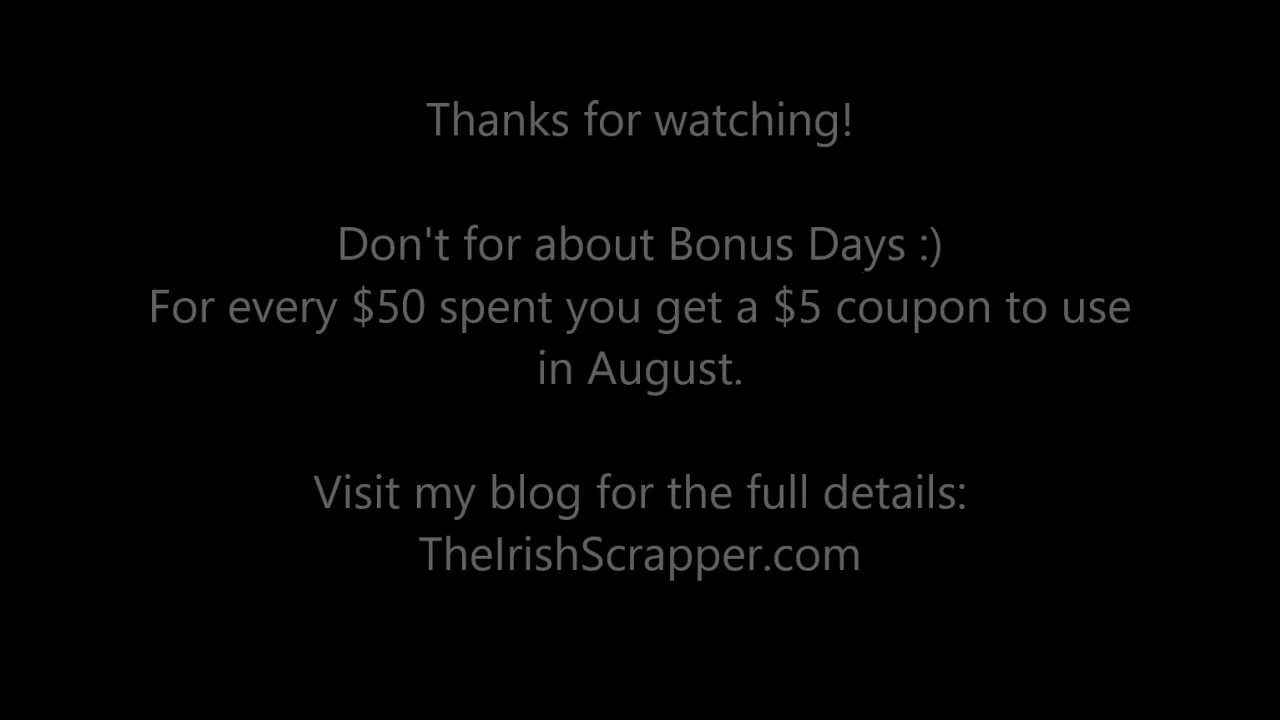 Thanks for watching!
Don't for about Bonus Days :)
For every $50 spent you get a $5 coupon to use
in August.
Visit my blog for the full details:
TheIrishScrapper.com